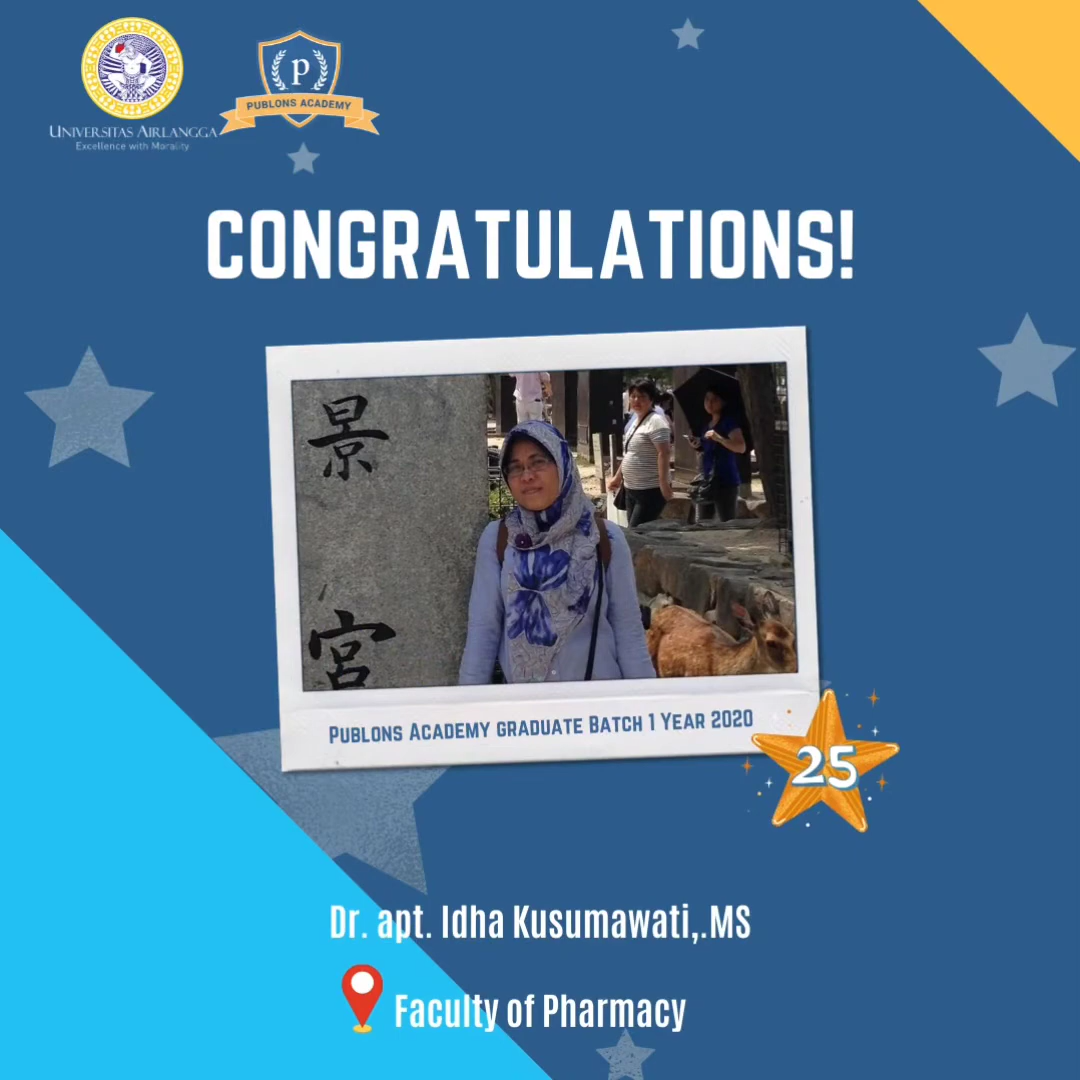 UNIVERSITAS AIRLANGGA
Excellence with Morality
p
PUBLONS ACADEMY
CONGRATULATIONS!
景
宮
PUBLONS ACADEMY GRADUATE BATCH 1 YEAR 2020
25
Dr. apt. Idha Kusumawati,.MS
Faculty of Pharmacy